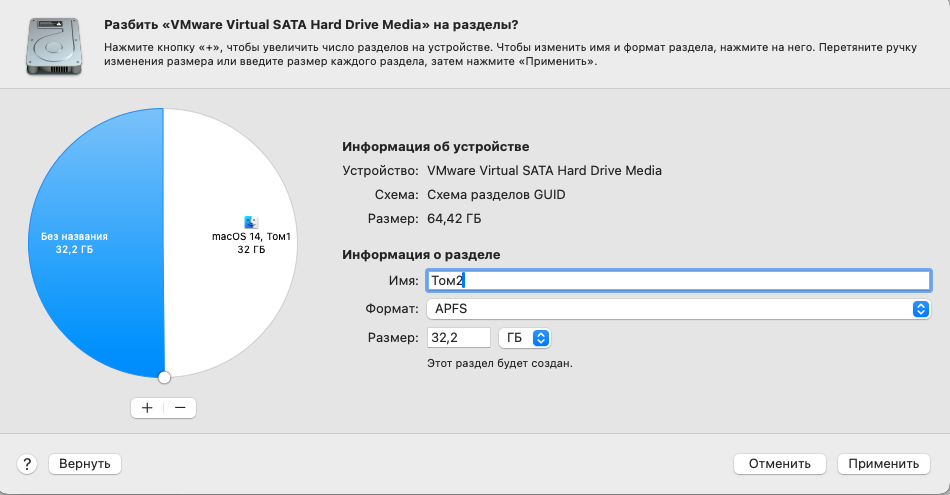 Разбить «VMware Virtual SATA Hard Drive Media» на разделы?
Нажмите кнопку «+», чтобы увеличить число разделов на устройстве. Чтобы изменить имя и формат раздела, нажмите на него. Перетяните ручку
изменения размера или введите размер каждого раздела, затем нажмите «Применить».
Без названия
32,2 ГБ
macOS 14, Том1
32 ГБ
+ −
Информация об устройстве
Устройство: VMware Virtual SATA Hard Drive Media
Схема: Схема разделов GUID
Размер: 64,42 ГБ
Информация о разделе
Имя: Том2
Формат: APFS
Размер: 32,2 ГБ
Этот раздел будет создан.
? Вернуть Отменить Применить